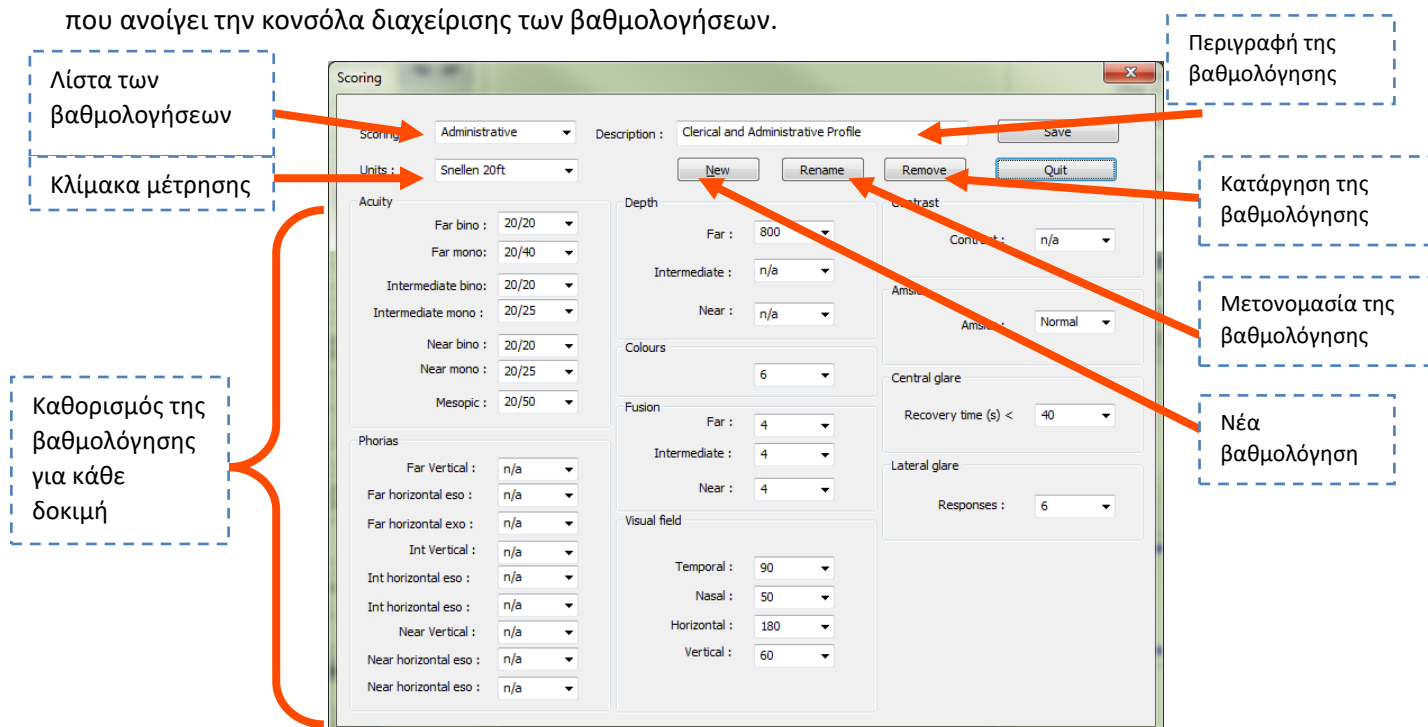 που ανοίγει την κονσόλα διαχείρισης των βαθμολογήσεων.
Λίστα των
βαθμολογήσεων
Κλίμακα μέτρησης
Καθορισμός της
βαθμολόγησης
για κάθε
δοκιμή
Περιγραφή της
βαθμολόγησης
Κατάργηση της
βαθμολόγησης
Μετονομασία της
βαθμολόγησης
Νέα
βαθμολόγηση
Scoring
Scoring Administrative Description : Clerical and Administrative Profile Save
Units : Snellen 20ft New Rename Remove Quit
Acuity
Far bino : 20/20
Far mono: 20/40
Intermediate bino: 20/20
Intermediate mono : 20/25
Near bino : 20/20
Near mono : 20/25
Mesopic : 20/50
Phorias
Far Vertical : n/a
Far horizontal eso : n/a
Far horizontal exo : n/a
Int Vertical : n/a
Int horizontal eso : n/a
Int horizontal eso : n/a
Near Vertical : n/a
Near horizontal eso : n/a
Near horizontal eso : n/a
Depth
Far : 800
Intermediate : n/a
Near : n/a
Colours
6
Fusion
Far : 4
Intermediate : 4
Near : 4
Visual field
Temporal : 90
Nasal : 50
Horizontal : 180
Vertical : 60
Contrast
Contrast : n/a
Amsler
Amsler : Normal
Central glare
Recovery time (s) < 40
Lateral glare
Responses : 6